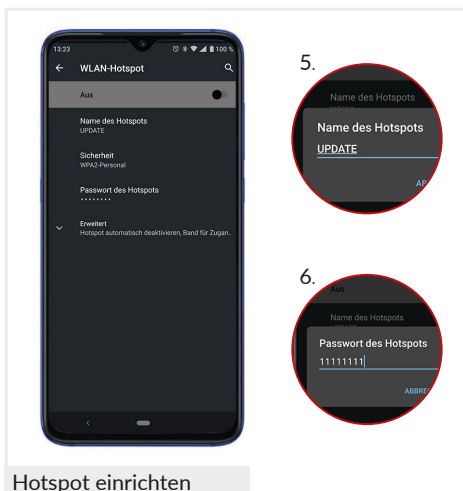 13:23
100 %
WLAN-Hotspot
Aus
Name des Hotspots
UPDATE
Sicherheit
WPA2-Personal
Passwort des Hotspots
········
Erweitert
Hotspot automatisch deaktivieren, Band für Zugan..
Hotspot einrichten
5.
Name des Hotspots
Name des Hotspots
UPDATE
6.
Aus
Name des Hotspots
UPDATE
Passwort des Hotspots
11111111
ABBRE